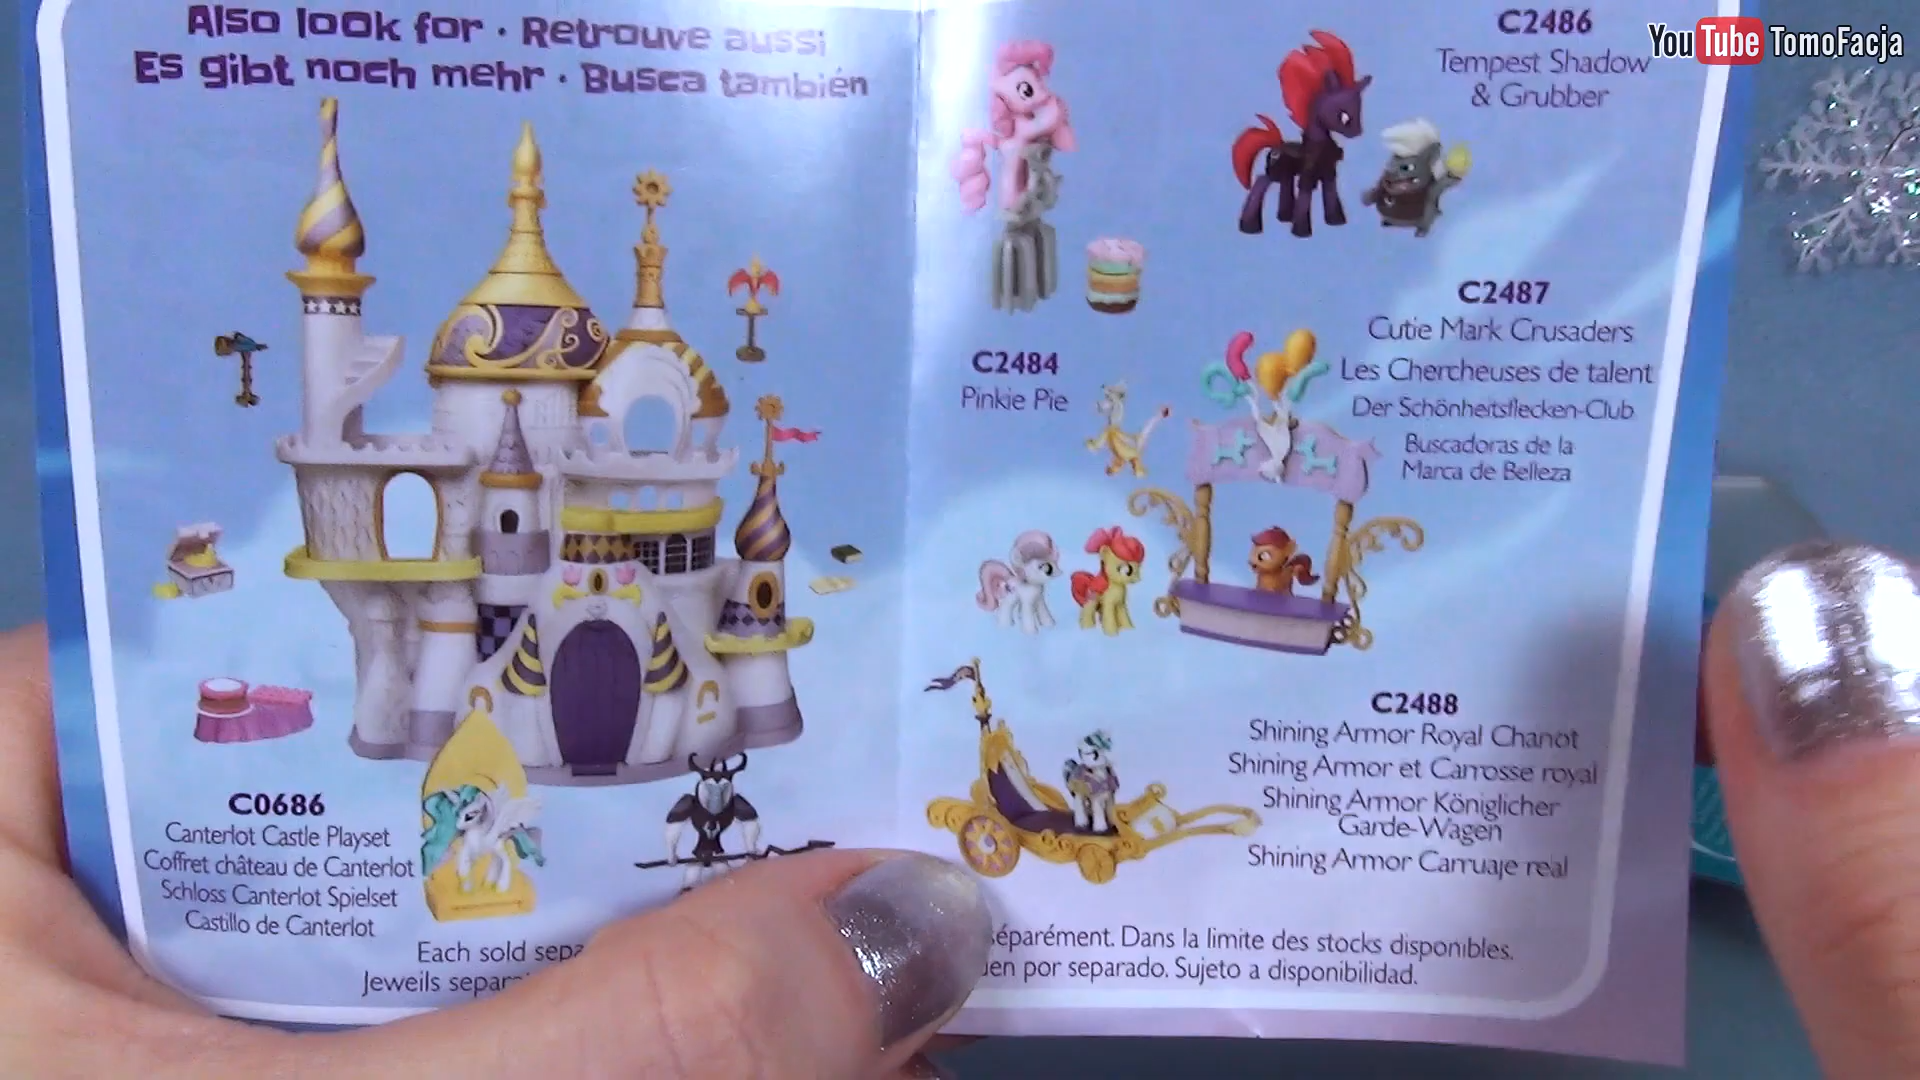 Also look for · Retrouve aussi
Es gibt noch mehr · Busca también
C0686
Canterlot Castle Playset
Coffret château de Canterlot
Schloss Canterlot Spielset
Castillo de Canterlot
Each sold
Jeweils
C2484
Pinkie Pie
C2486
Tempest Shadow
& Grubber
C2487
Cutie Mark Crusaders
Les Chercheuses de talent
Der Schönheitsflecken-Club
Buscadoras de la
Marca de Belleza
C2488
Shining Armor Royal Chariot
Shining Armor et Carrosse royal
Shining Armor Königlicher
Garde-Wagen
Shining Armor Carruaje real
séparément. Dans la limite des stocks disponibles.
por separado. Sujeto a disponibilidad.
YouTube TomoFacja